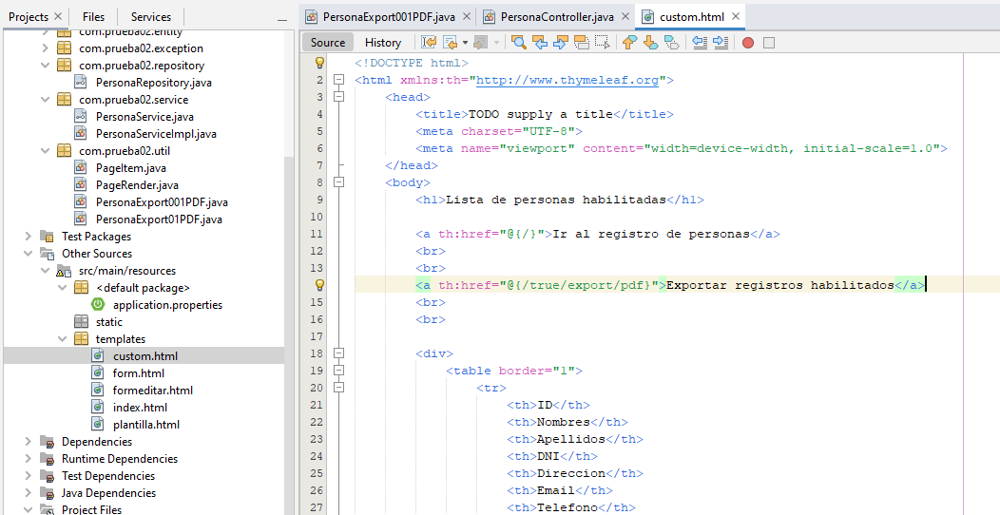 Projects Files Services
com.prueba02.entity
com.prueba02.exception
com.prueba02.repository
PersonaRepository.java
com.prueba02.service
PersonaService.java
PersonaServiceImpl.java
com.prueba02.util
PageItem.java
PageRender.java
PersonaExport001PDF.java
PersonaExport01PDF.java
Test Packages
Other Sources
src/main/resources
<default package>
application.properties
static
templates
custom.html
form.html
formeditar.html
index.html
plantilla.html
Dependencies
Runtime Dependencies
Test Dependencies
Java Dependencies
Project Files
PersonaExport001PDF.java PersonaController.java custom.html
Source History
<!DOCTYPE html>
2 <html xmlns:th="http://www.thymeleaf.org">
3 <head>
4 <title>TODO supply a title</title>
5 <meta charset="UTF-8">
6 <meta name="viewport" content="width=device-width, initial-scale=1.0">
7 </head>
8 <body>
9 <h1>Lista de personas habilitadas</h1>
10
11 <a th:href="@{/}">Ir al registro de personas</a>
12 <br>
13 <br>
<a th:href="@{/true/export/pdf}">Exportar registros habilitados</a>
15 <br>
16 <br>
17
18 <div>
19 <table border="1">
20 <tr>
21 <th>ID</th>
22 <th>Nombres</th>
23 <th>Apellidos</th>
24 <th>DNI</th>
25 <th>Direccion</th>
26 <th>Email</th>
27 <th>Telefono</th>